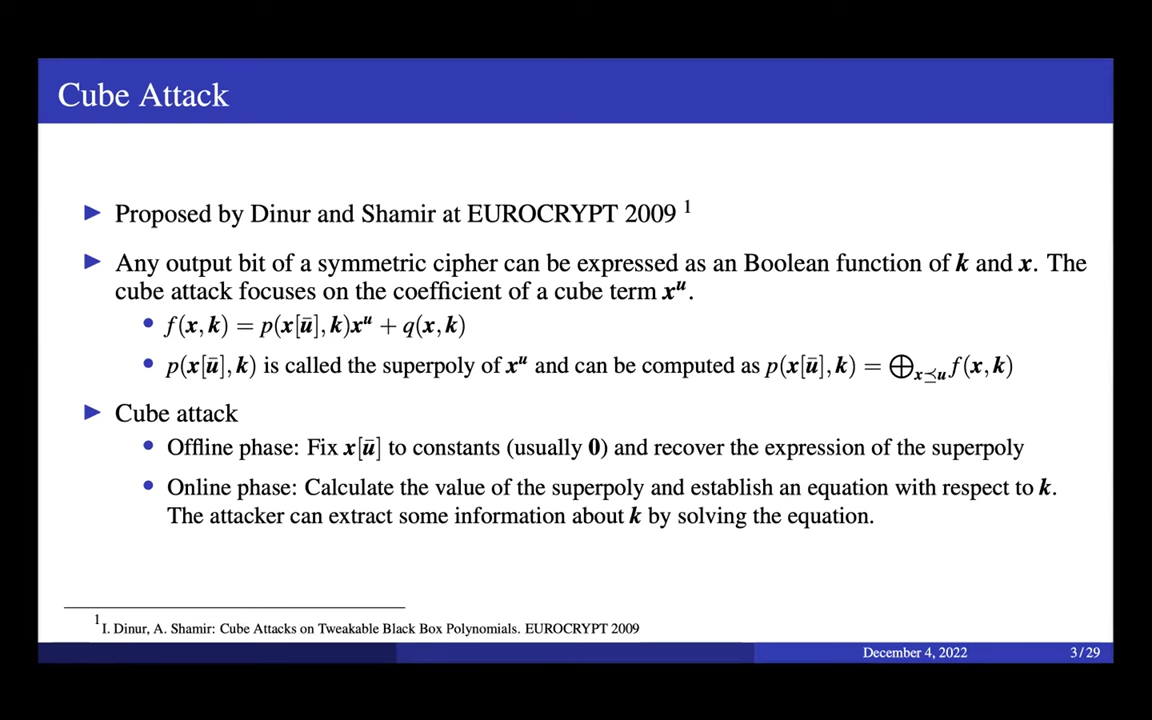 Cube Attack
▶ Proposed by Dinur and Shamir at EUROCRYPT 2009 ¹
▶ Any output bit of a symmetric cipher can be expressed as an Boolean function of k and x. The
cube attack focuses on the coefficient of a cube term xᵘ.
• f(x, k) = p(x[ū], k)xᵘ + q(x, k)
• p(x[ū], k) is called the superpoly of xᵘ and can be computed as p(x[ū], k) = ⨁ₓ⪯ᵤ f(x, k)
▶ Cube attack
• Offline phase: Fix x[ū] to constants (usually 0) and recover the expression of the superpoly
• Online phase: Calculate the value of the superpoly and establish an equation with respect to k.
The attacker can extract some information about k by solving the equation.
¹I. Dinur, A. Shamir: Cube Attacks on Tweakable Black Box Polynomials. EUROCRYPT 2009
December 4, 2022 3 / 29